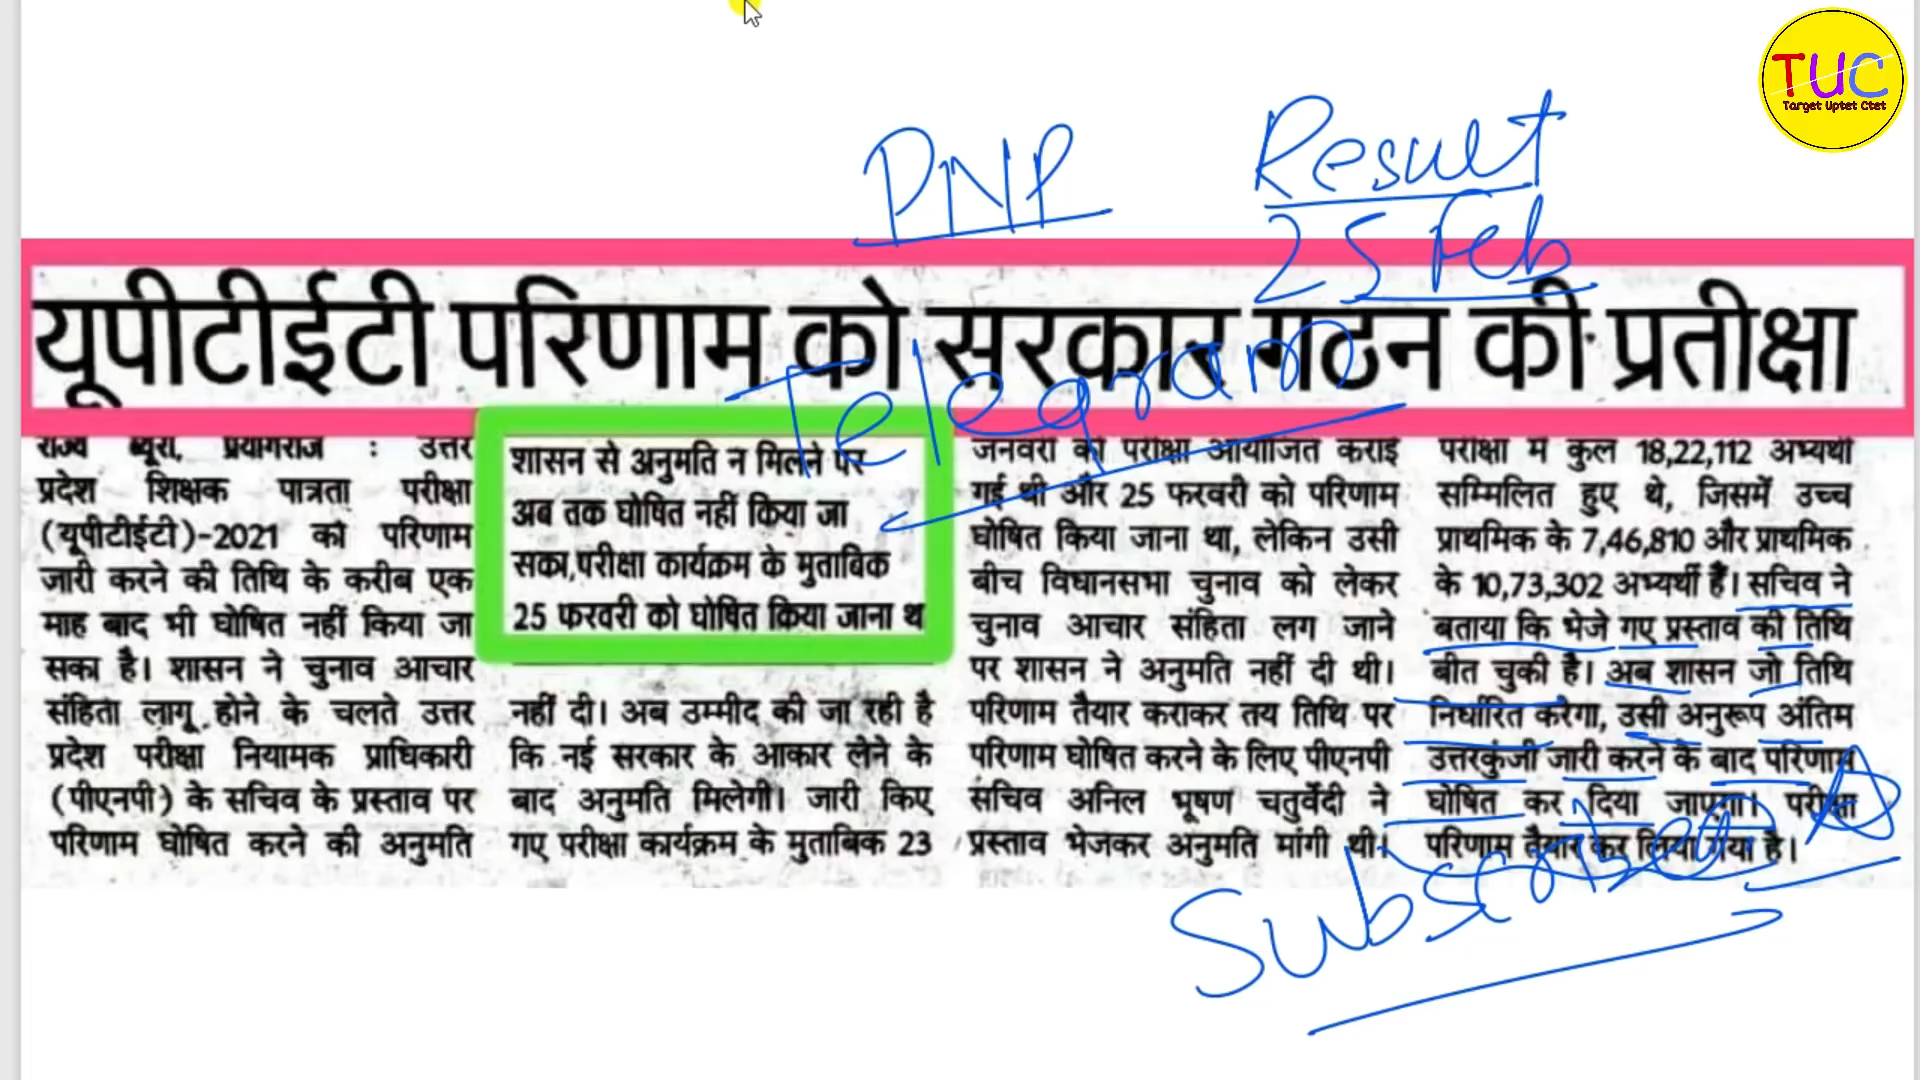 TUC
Target Uptet Ctet
PNP
Result
25 Feb
यूपीटीईटी परिणाम को सरकार गठन की प्रतीक्षा
Telegram
राज्य ब्यूरो, प्रयागराज : उत्तर
प्रदेश शिक्षक पात्रता परीक्षा
(यूपीटीईटी)-2021 का परिणाम
जारी करने की तिथि के करीब एक
माह बाद भी घोषित नहीं किया जा
सका है। शासन ने चुनाव आचार
संहिता लागू होने के चलते उत्तर
प्रदेश परीक्षा नियामक प्राधिकारी
(पीएनपी) के सचिव के प्रस्ताव पर
परिणाम घोषित करने की अनुमति
शासन से अनुमति न मिलने पर
अब तक घोषित नहीं किया जा
सका,परीक्षा कार्यक्रम के मुताबिक
25 फरवरी को घोषित किया जाना थ
नहीं दी। अब उम्मीद की जा रही है
कि नई सरकार के आकार लेने के
बाद अनुमति मिलेगी। जारी किए
गए परीक्षा कार्यक्रम के मुताबिक 23
जनवरी को परीक्षा आयोजित कराई
गई थी और 25 फरवरी को परिणाम
घोषित किया जाना था, लेकिन उसी
बीच विधानसभा चुनाव को लेकर
चुनाव आचार संहिता लग जाने
पर शासन ने अनुमति नहीं दी थी।
परिणाम तैयार कराकर तय तिथि पर
परिणाम घोषित करने के लिए पीएनपी
सचिव अनिल भूषण चतुर्वेदी ने
प्रस्ताव भेजकर अनुमति मांगी थी।
परीक्षा में कुल 18,22,112 अभ्यर्थी
सम्मिलित हुए थे, जिसमें उच्च
प्राथमिक के 7,46,810 और प्राथमिक
के 10,73,302 अभ्यर्थी हैं। सचिव ने
बताया कि भेजे गए प्रस्ताव की तिथि
बीत चुकी है। अब शासन जो तिथि
निर्धारित करेगा, उसी अनुरूप अंतिम
उत्तरकुंजी जारी करने के बाद परिणाम
घोषित कर दिया जाएगा। परीक्षा
परिणाम तैयार कर लिया गया है।